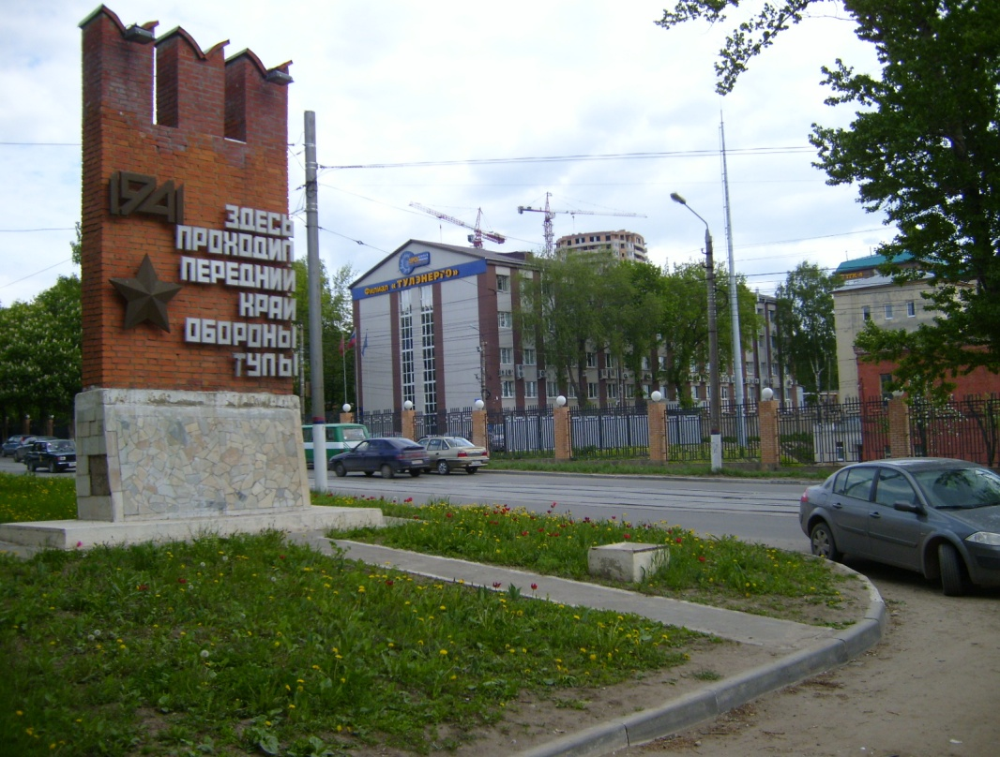 1941
ЗДЕСЬ
ПРОХОДИЛ
ПЕРЕДНИЙ
КРАЙ
ОБОРОНЫ
ТУЛЫ
Филиал «ТУЛЭНЕРГО»